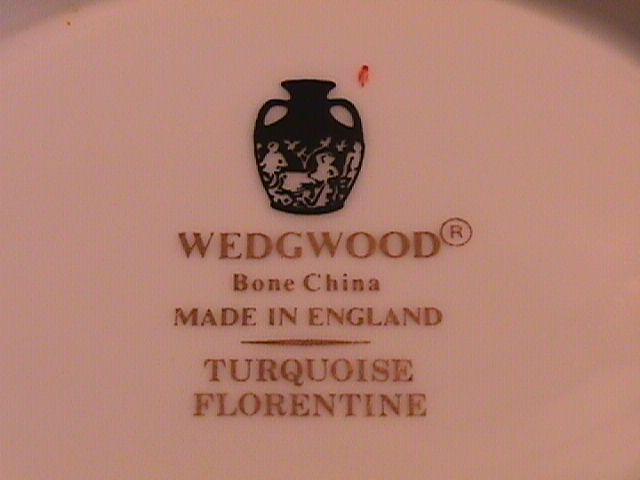 WEDGWOOD®
Bone China
MADE IN ENGLAND
TURQUOISE
FLORENTINE